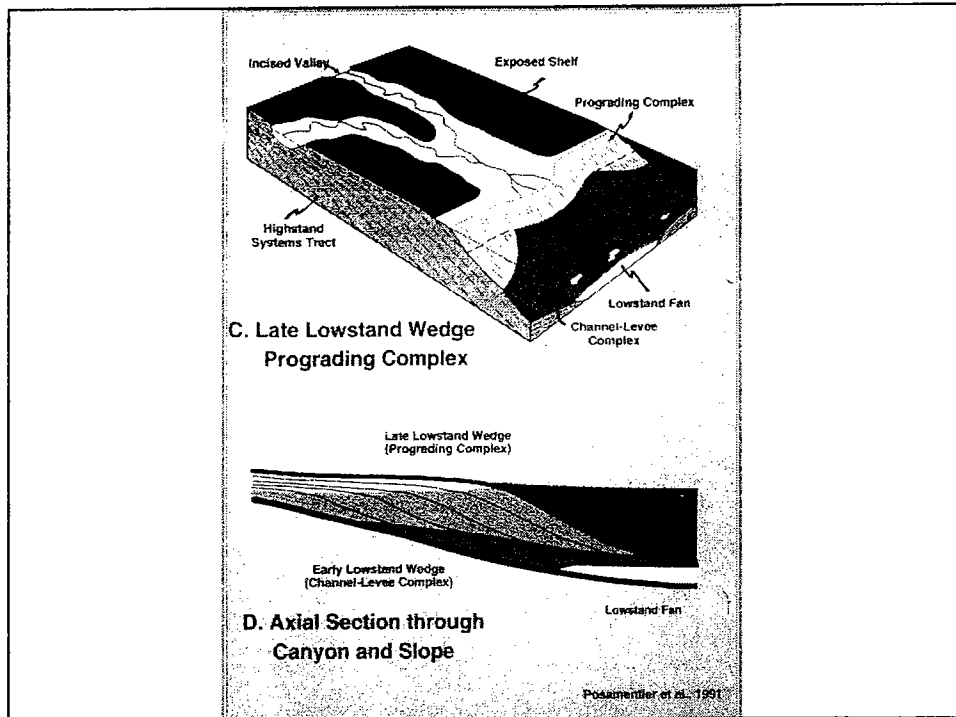 Incised Valley
Exposed Shelf
Prograding
Complex
Highstand
Systems Tract
Lowstand Fan
Channel-Levee
Complex
C. Late Lowstand Wedge
Prograding Complex
Late Lowstand Wedge
(Prograding Complex)
Early Lowstand Wedge
(Channel-Levee Complex)
Lowstand Fan
D. Axial Section through
Canyon and Slope
Posamentier et al., 1991